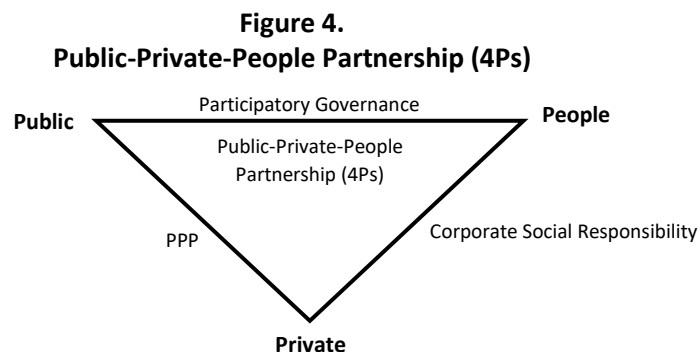 Figure 4.
Public-Private-People Partnership (4Ps)
Participatory Governance
Public
People
Public-Private-People
Partnership (4Ps)
PPP
Corporate Social Responsibility
Private